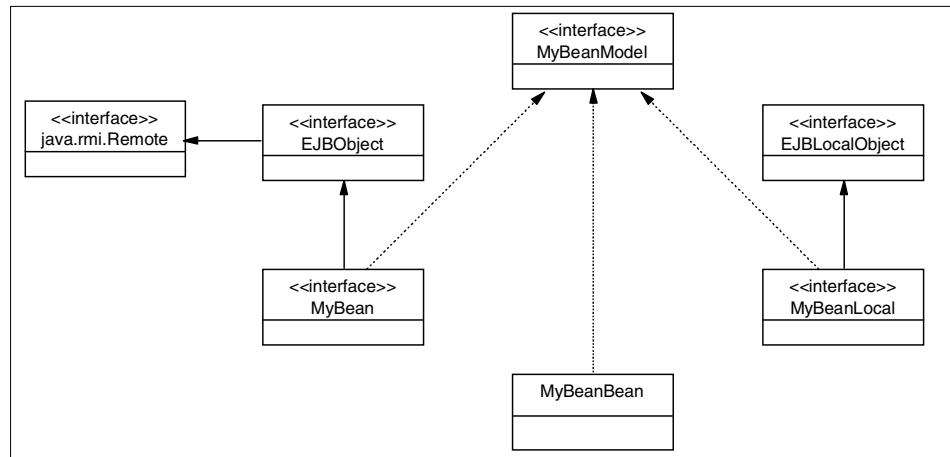 <<interface>>
MyBeanModel
<<interface>>
java.rmi.Remote
<<interface>>
EJBObject
<<interface>>
EJBLocalObject
<<interface>>
MyBean
<<interface>>
MyBeanLocal
MyBeanBean